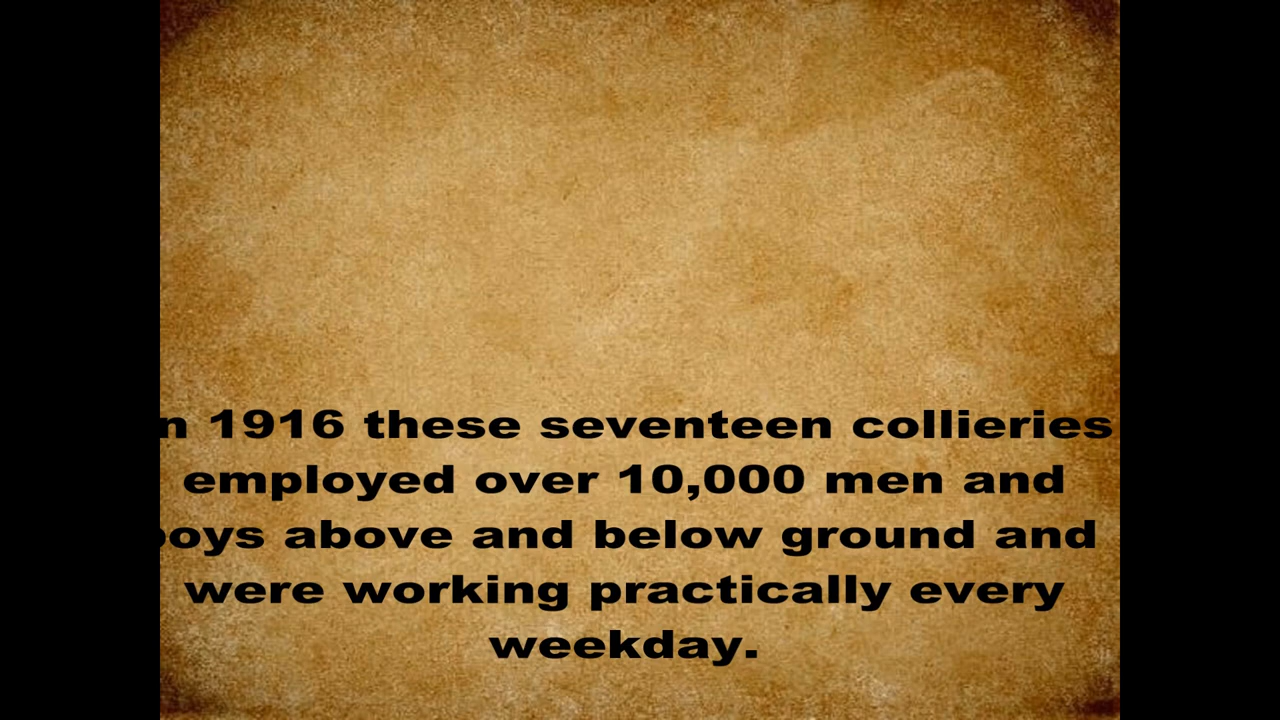 n 1916 these seventeen collieries
employed over 10,000 men and
boys above and below ground and
were working practically every
weekday.